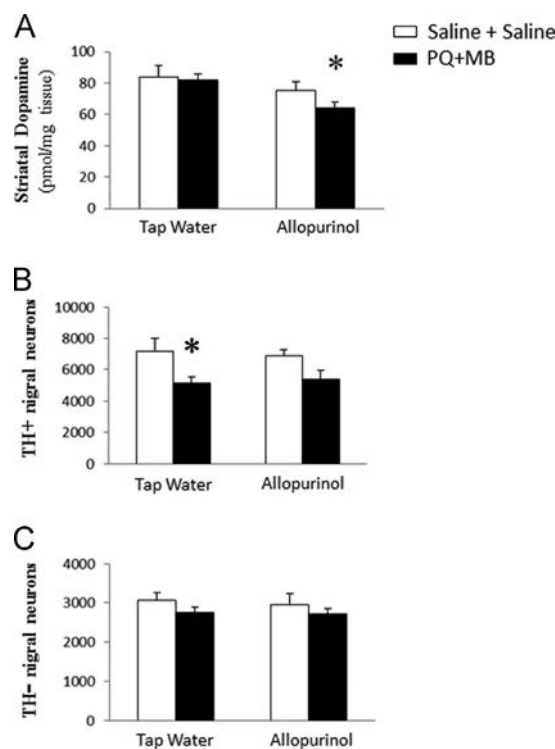 A
Saline + Saline
PQ+MB
Striatal Dopamine
(pmol/mg tissue)
100
80
60
40
20
0
*
Tap Water
Allopurinol
B
TH+ nigral neurons
10000
8000
6000
4000
2000
0
*
Tap Water
Allopurinol
C
TH- nigral neurons
4000
3000
2000
1000
0
Tap Water
Allopurinol